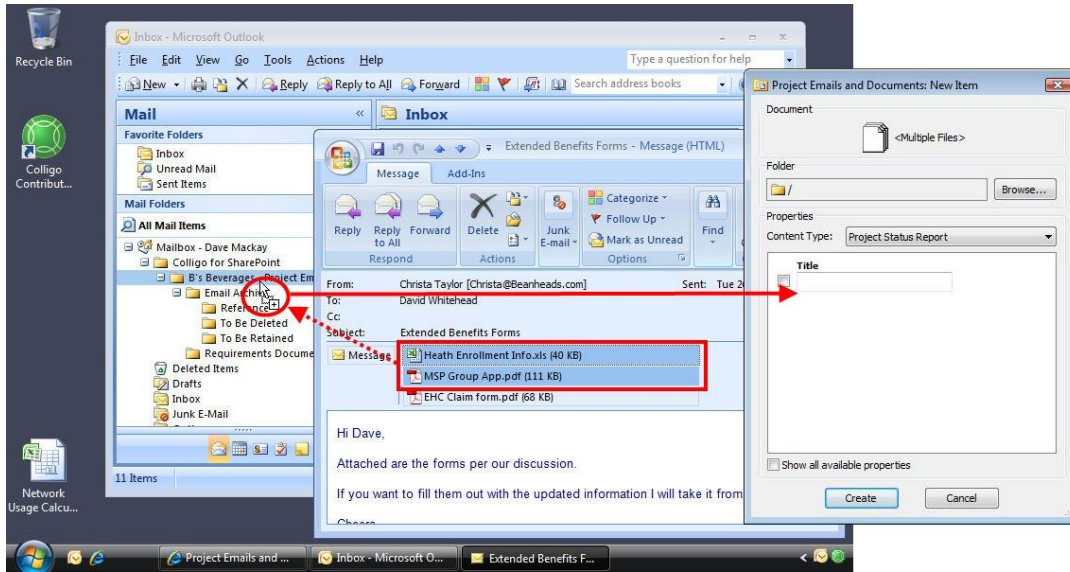 Recycle Bin
Colligo
Contribut...
Network
Usage Calcu...
Inbox - Microsoft Outlook
File Edit View Go Tools Actions Help
Type a question for help
New Reply Reply to All Forward Search address books
Mail «
Inbox
Favorite Folders
Inbox
Unread Mail
Sent Items
Mail Folders
All Mail Items
Mailbox - Dave Mackay
Colligo for SharePoint
B's Beverages - Project Em
Email Archive
Reference
To Be Deleted
To Be Retained
Requirements Docume
Deleted Items
Drafts
Inbox
Junk E-Mail
11 Items
Extended Benefits Forms - Message (HTML)
Message Add-Ins
Reply Reply to All Forward
Respond
Delete
Actions
Junk E-mail
Categorize
Follow Up
Mark as Unread
Options
Find
From: Christa Taylor [Christa@Beanheads.com] Sent: Tue 2
To: David Whitehead
Cc:
Subject: Extended Benefits Forms
Message
Heath Enrollment Info.xls (40 KB)
MSP Group App.pdf (111 KB)
EHC Claim form.pdf (68 KB)
Hi Dave,
Attached are the forms per our discussion.
If you want to fill them out with the updated information I will take it from
Project Emails and Documents: New Item
Document
<Multiple Files>
Folder
/
Browse...
Properties
Content Type: Project Status Report
Title
Show all available properties
Create Cancel
Project Emails and ...
Inbox - Microsoft O...
Extended Benefits F...